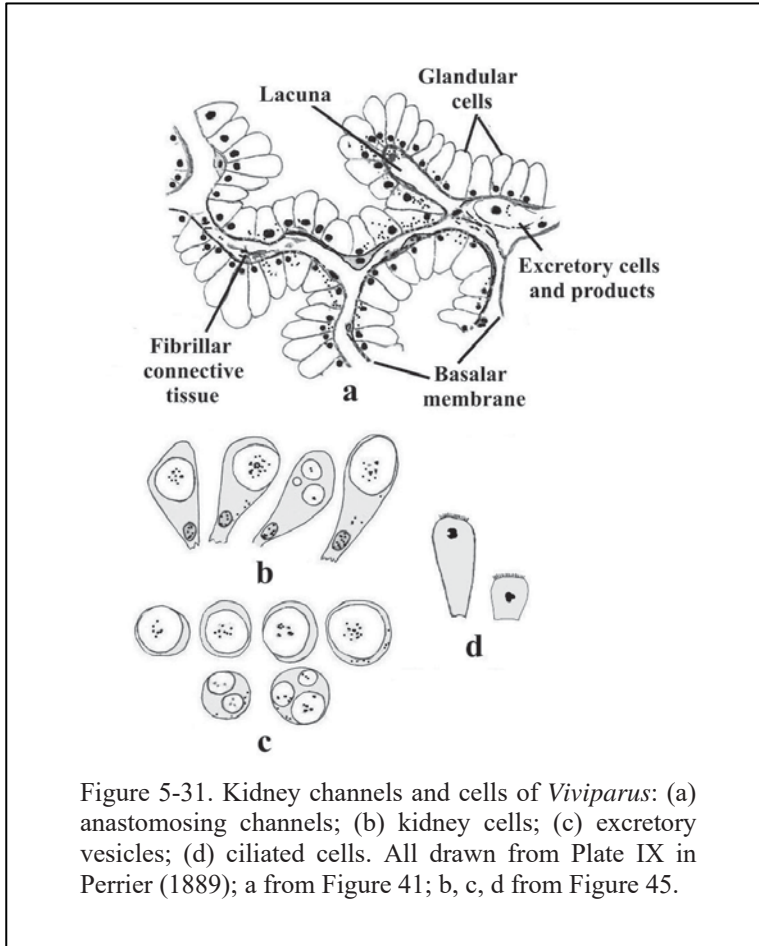 Glandular
cells
Lacuna
Excretory cells
and products
Fibrillar
connective
tissue
Basalar
membrane
a
b
d
c
Figure 5-31. Kidney channels and cells of Viviparus: (a)
anastomosing channels; (b) kidney cells; (c) excretory
vesicles; (d) ciliated cells. All drawn from Plate IX in
Perrier (1889); a from Figure 41; b, c, d from Figure 45.